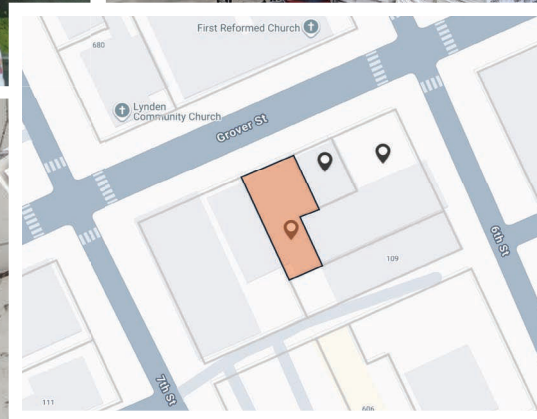 First Reformed Church
680
Lynden
Community Church
Grover St
6th St
109
7th St
111
606